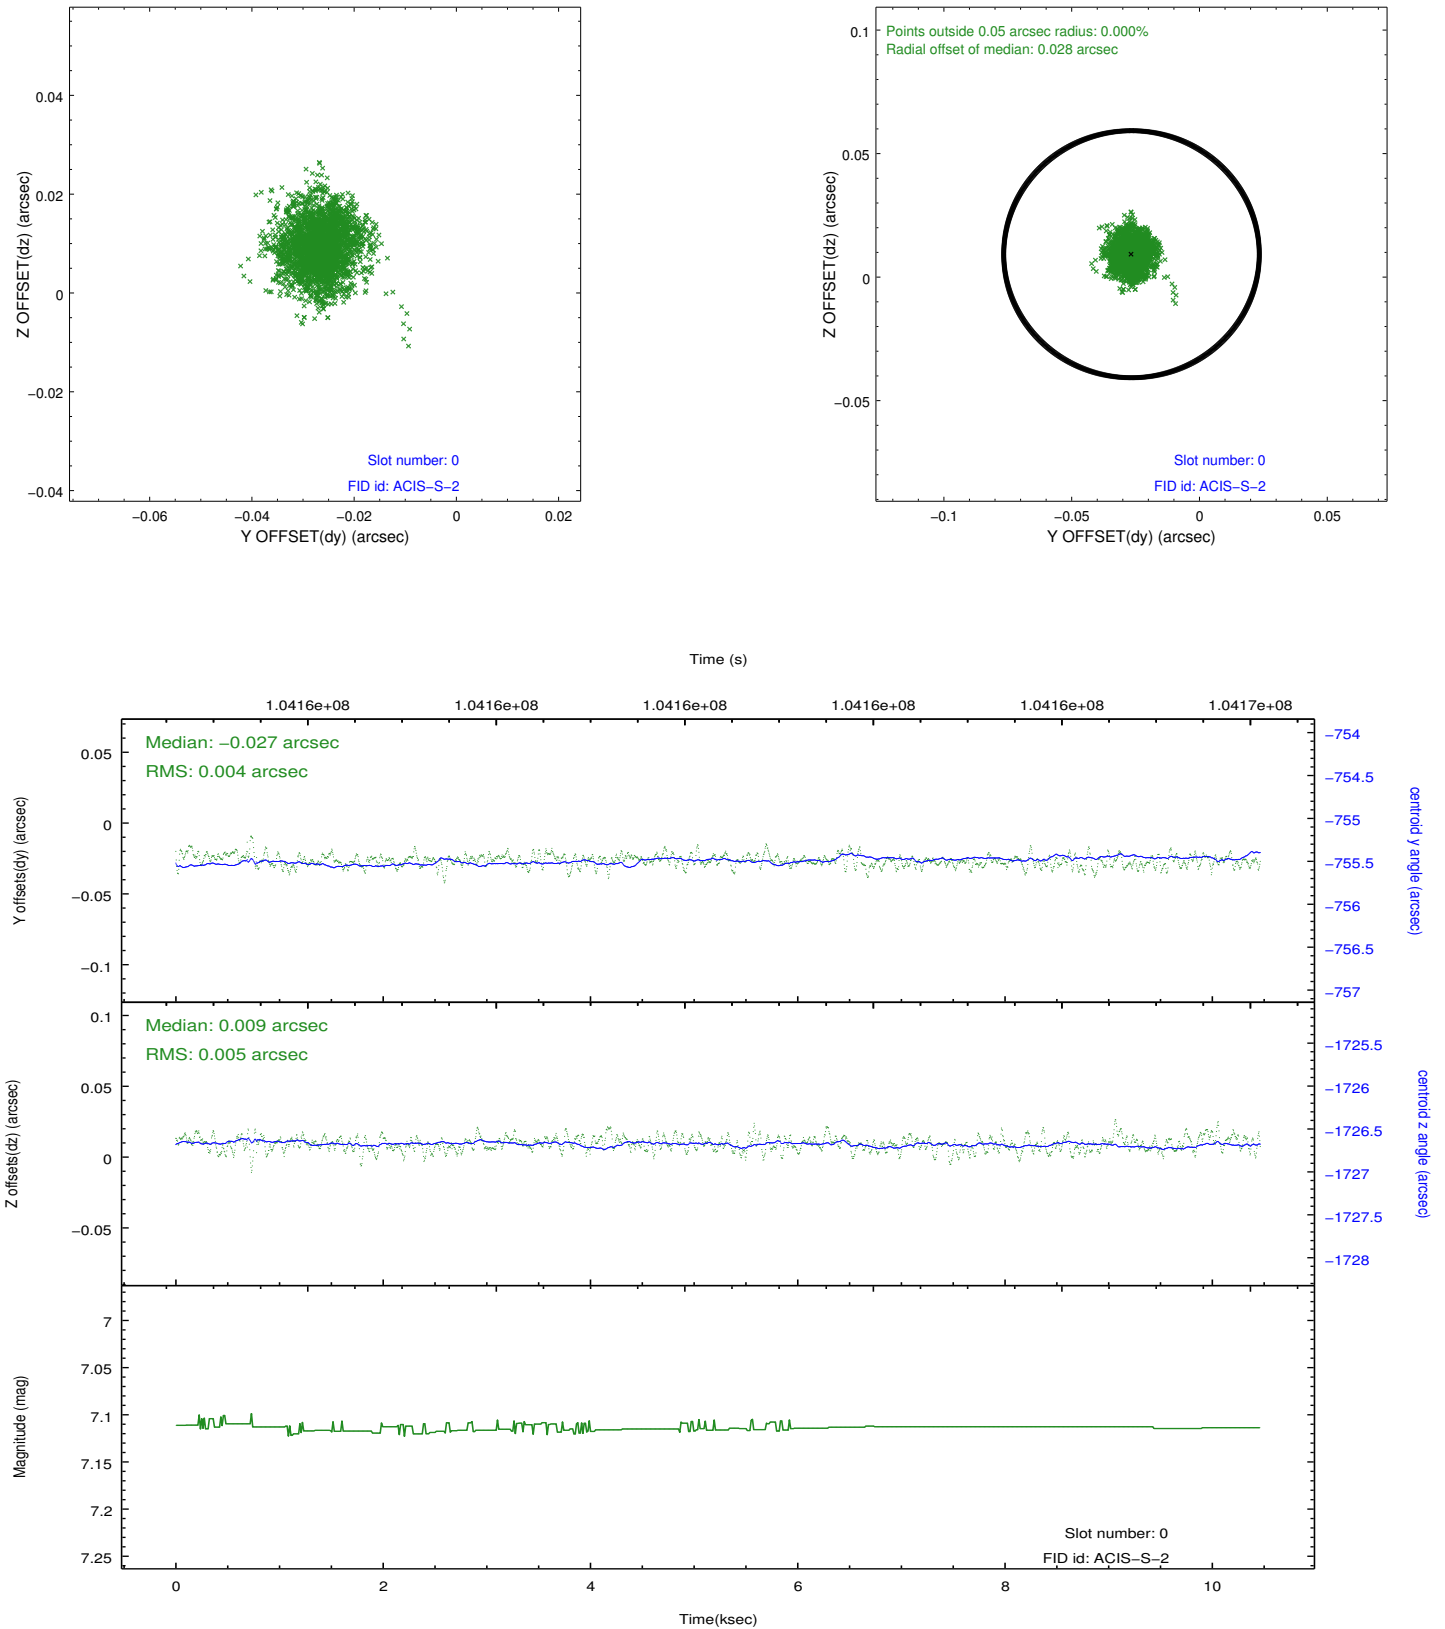 0.04
0.02
0
−0.02
−0.04
Z OFFSET(dz) (arcsec)
Slot number: 0
FID id: ACIS−S−2
−0.06
−0.04
−0.02
0
0.02
Y OFFSET(dy) (arcsec)
Points outside 0.05 arcsec radius: 0.000%
Radial offset of median: 0.028 arcsec
0.1
0.05
0
−0.05
Z OFFSET(dz) (arcsec)
Slot number: 0
FID id: ACIS−S−2
−0.1
−0.05
0
0.05
Y OFFSET(dy) (arcsec)
Time (s)
1.0416e+08
1.0416e+08
1.0416e+08
1.0416e+08
1.0416e+08
1.0417e+08
Median: −0.027 arcsec
RMS: 0.004 arcsec
0.05
0
−0.05
−0.1
Y offsets(dy) (arcsec)
−754
−754.5
−755
−755.5
−756
−756.5
−757
centroid y angle (arcsec)
Median: 0.009 arcsec
RMS: 0.005 arcsec
0.1
0.05
0
−0.05
Z offsets(dz) (arcsec)
−1725.5
−1726
−1726.5
−1727
−1727.5
−1728
centroid z angle (arcsec)
7
7.05
7.1
7.15
7.2
7.25
Magnitude (mag)
Slot number: 0
FID id: ACIS−S−2
0
2
4
6
8
10
Time(ksec)